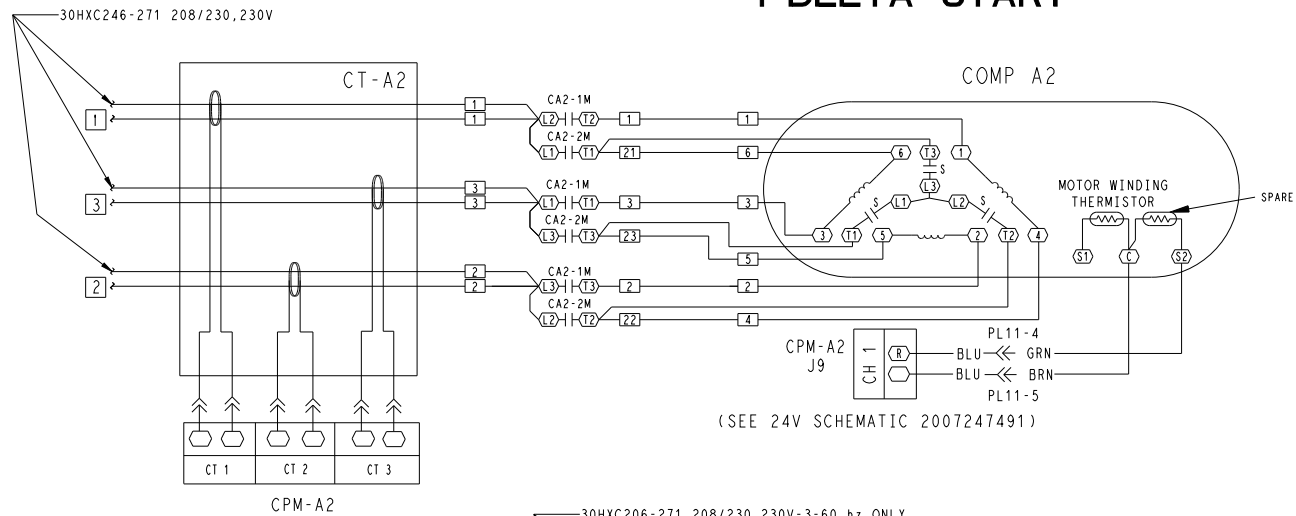 Y DELTA START
30HXC246-271 208/230,230V
CT-A2
COMP A2
1
1
1
CA2-1M
L2 T2 1 1
CA2-2M
L1 T1 21 6
6 T3 1
S
L3
MOTOR WINDING
THERMISTOR
SPARE
3
3
3
CA2-1M
L1 T1 3 3
CA2-2M
L3 T3 23
5
S L1 L2 S
3 T1 5 2 T2 4
S1 C S2
2
2
2
CA2-1M
L3 T3 2 2
CA2-2M
L2 T2 22 4
CPM-A2
J9
CH 1
R
PL11-4
BLU GRN
BLU BRN
PL11-5
(SEE 24V SCHEMATIC 2007247491)
CT 1 CT 2 CT 3
CPM-A2
30HXC206-271 208/230,230V-3-60 hz ONLY